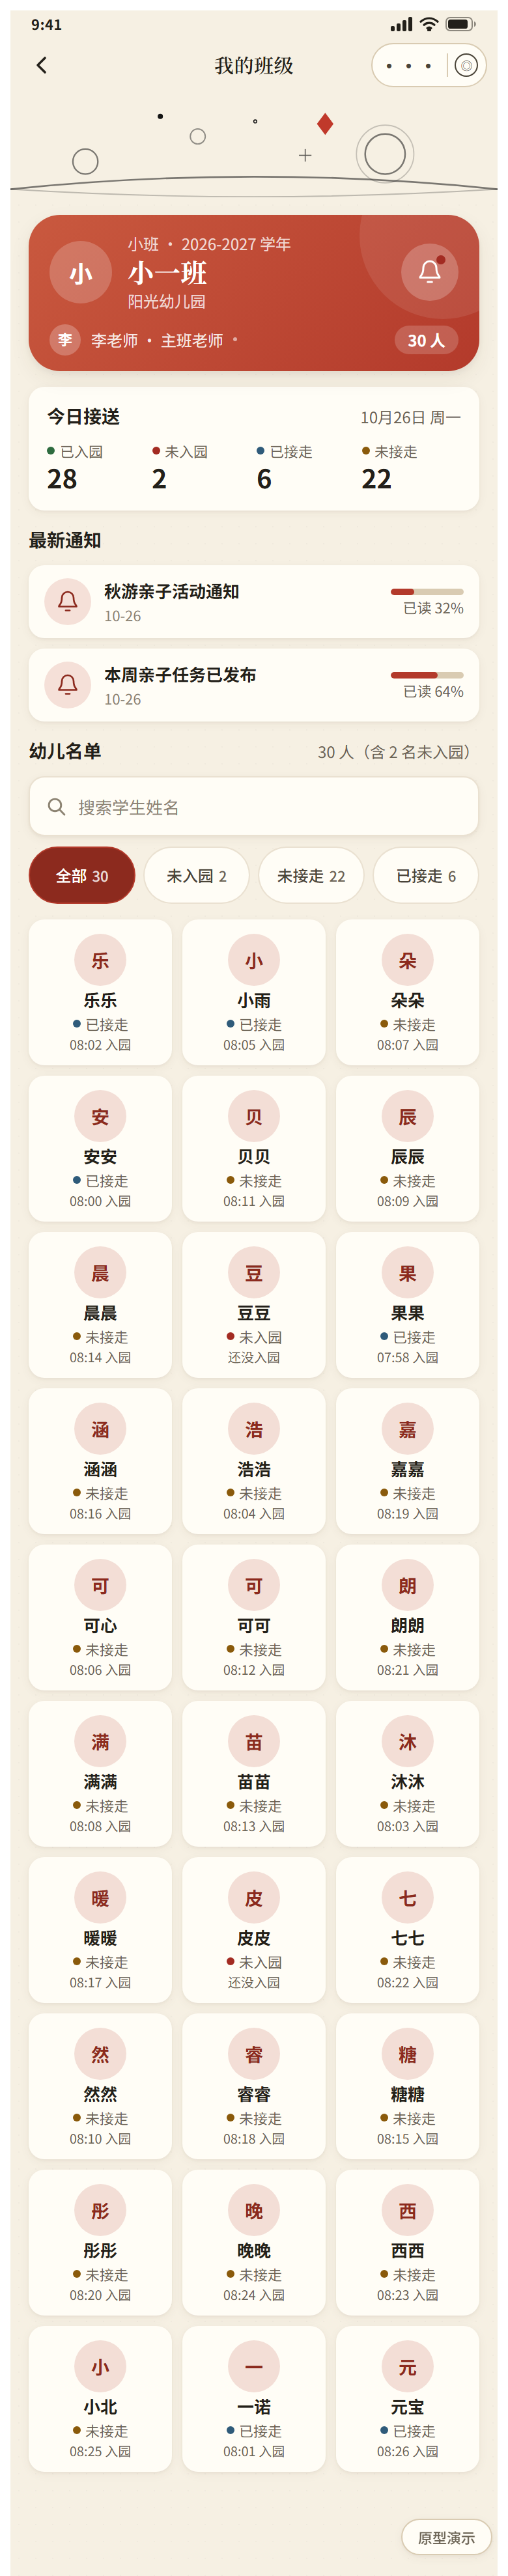 9:41
我的班级
小
小班 · 2026-2027 学年
小一班
阳光幼儿园
李
李老师 · 主班老师
30 人
今日接送
10月26日 周一
已入园
未入园
已接走
未接走
28
2
6
22
最新通知
秋游亲子活动通知
10-26
已读 32%
本周亲子任务已发布
10-26
已读 64%
幼儿名单
30 人（含 2 名未入园）
搜索学生姓名
全部 30
未入园 2
未接走 22
已接走 6
乐
小
朵
乐乐
小雨
朵朵
已接走
已接走
未接走
08:02 入园
08:05 入园
08:07 入园
安
贝
辰
安安
贝贝
辰辰
已接走
未接走
未接走
08:00 入园
08:11 入园
08:09 入园
晨
豆
果
晨晨
豆豆
果果
未接走
未入园
已接走
08:14 入园
还没入园
07:58 入园
涵
浩
嘉
涵涵
浩浩
嘉嘉
未接走
未接走
未接走
08:16 入园
08:04 入园
08:19 入园
可
可
朗
可心
可可
朗朗
未接走
未接走
未接走
08:06 入园
08:12 入园
08:21 入园
满
苗
沐
满满
苗苗
沐沐
未接走
未接走
未接走
08:08 入园
08:13 入园
08:03 入园
暖
皮
七
暖暖
皮皮
七七
未接走
未入园
未接走
08:17 入园
还没入园
08:22 入园
然
睿
糖
然然
睿睿
糖糖
未接走
未接走
未接走
08:10 入园
08:18 入园
08:15 入园
彤
晚
西
彤彤
晚晚
西西
未接走
未接走
未接走
08:20 入园
08:24 入园
08:23 入园
小
一
元
小北
一诺
元宝
未接走
已接走
已接走
08:25 入园
08:01 入园
08:26 入园
原型演示